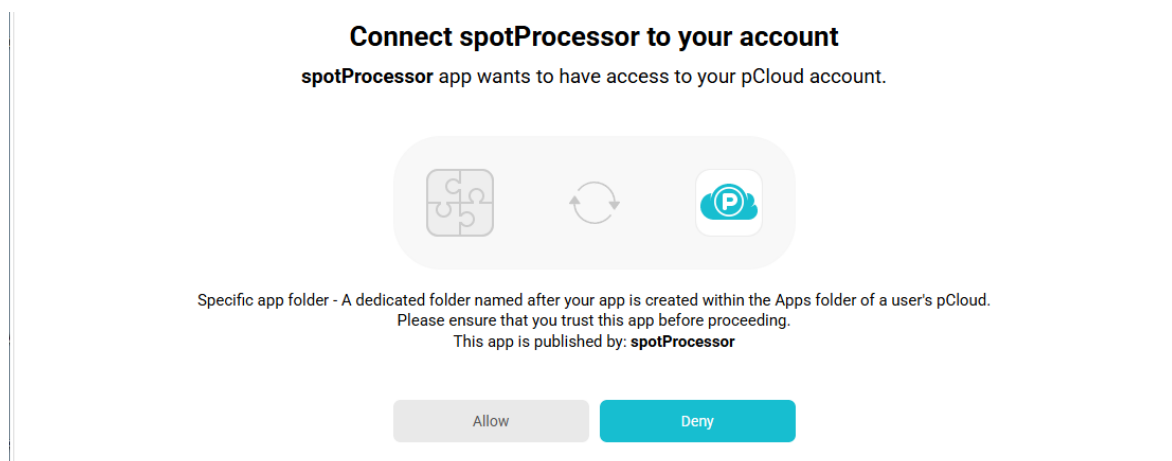 Connect spotProcessor to your account
spotProcessor app wants to have access to your pCloud account.
P
Specific app folder - A dedicated folder named after your app is created within the Apps folder of a user's pCloud.
Please ensure that you trust this app before proceeding.
This app is published by: spotProcessor
Allow
Deny